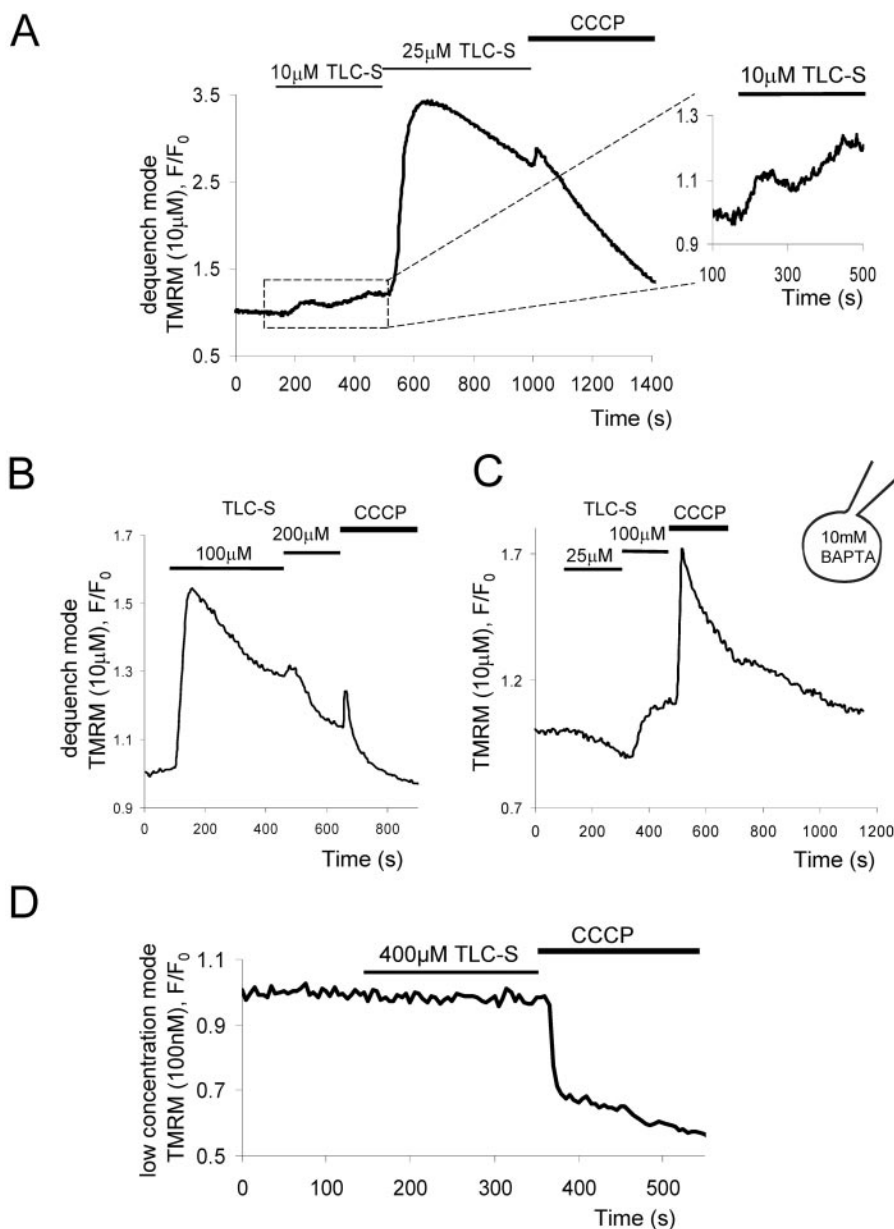 A
CCCP
25µM TLC-S
10µM TLC-S
dequench mode
TMRM (10µM), F/F0
3.5
2.5
1.5
0.5
0 200 400 600 800 1000 1200 1400
Time (s)
10µM TLC-S
1.3
1.1
0.9
100 300 500
Time (s)
B
TLC-S
CCCP
200µM
100µM
dequench mode
TMRM (10µM), F/F0
1.7
1.5
1.3
1.1
0.9
0 200 400 600 800
Time (s)
C
TLC-S
CCCP
100µM
25µM
10mM
BAPTA
TMRM (10µM), F/F0
1.7
1.2
0.7
0 200 400 600 800 1000 1200
Time (s)
D
CCCP
400µM TLC-S
low concentration mode
TMRM (100nM), F/F0
1.1
0.9
0.7
0.5
0 100 200 300 400 500
Time (s)